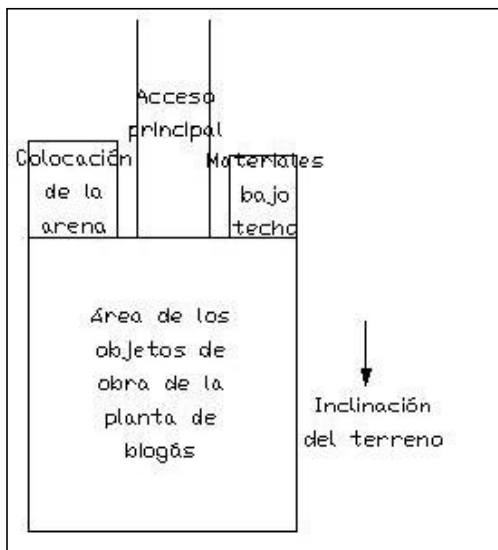 Acceso
principal
Colocación
de la
arena
Materiales
bajo
techo
Área de los
objetos de
obra de la
planta de
biogás
Inclinación
del terreno